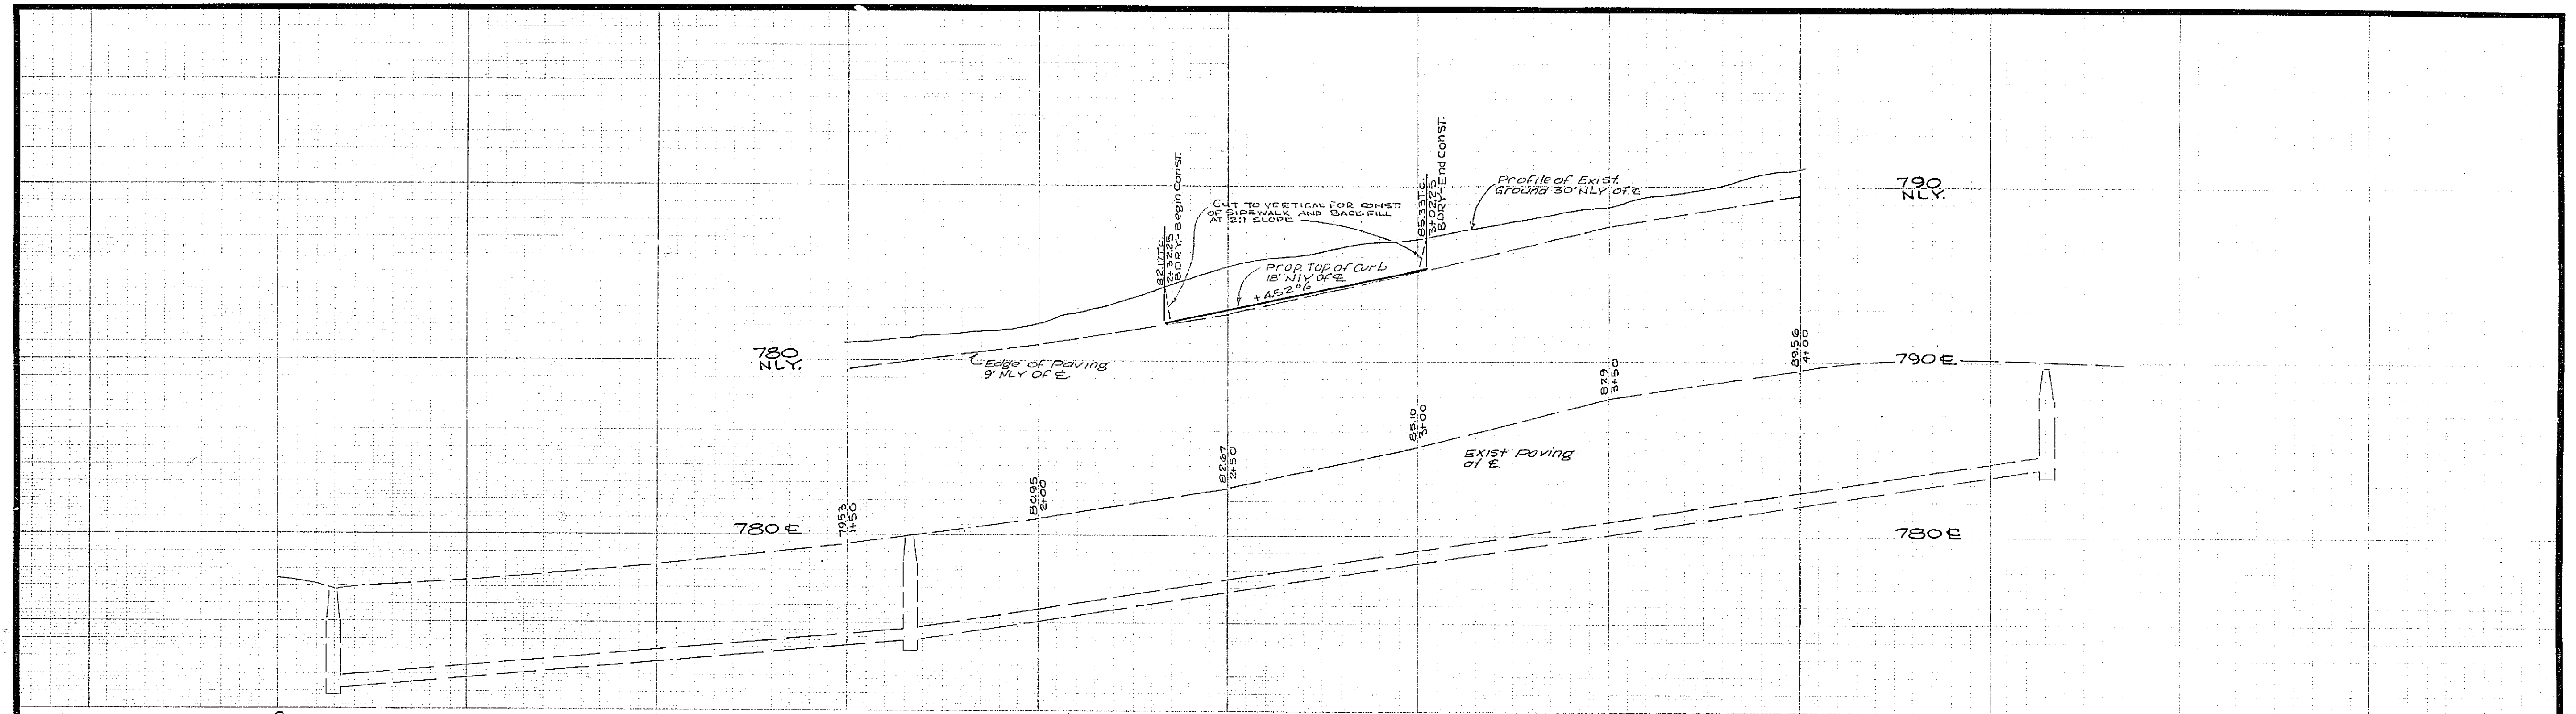 82.17 T.C.
2+32.25
BDRY.-Begin Const.
CUT TO VERTICAL FOR CONST
OF SIDEWALK AND BACK-FILL
AT 2:1 SLOPE
85.33 T.C.
3+02.25
BDRY.-End Const.
Profile of Exist.
Ground 30' NLY of ℄
790
NLY.
Prop. Top of Curb
18' NLY of ℄
+4.52%
780
NLY.
Edge of Paving
9' NLY OF ℄
89.56
4+00
790 ℄
87.9
3+50
85.10
3+00
Exist Paving
at ℄
82.67
2+50
80.95
2+00
79.53
1+50
780 ℄
780 ℄